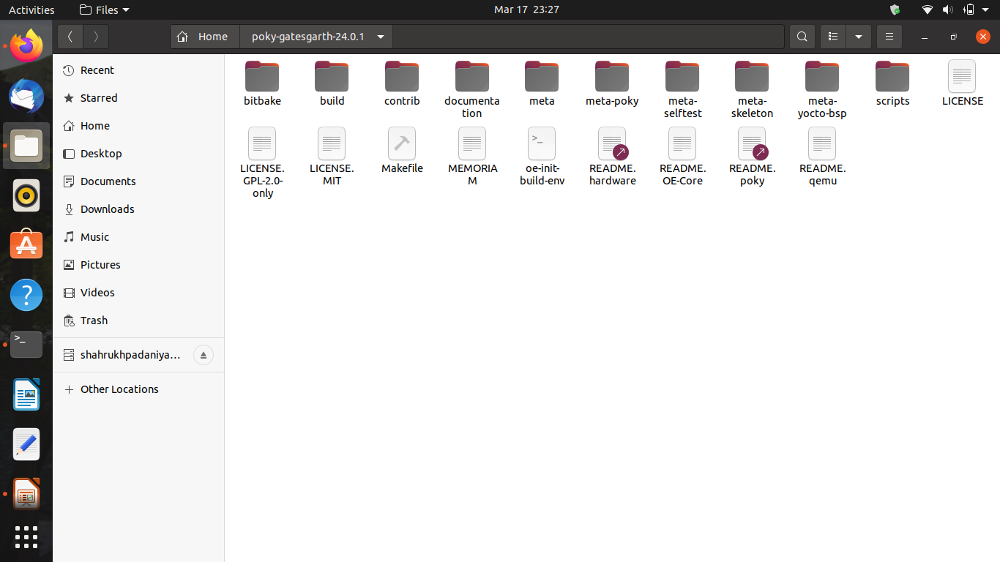 Activities
Files
Mar 17 23:27
Home
poky-gatesgarth-24.0.1
Recent
Starred
Home
Desktop
Documents
Downloads
Music
Pictures
Videos
Trash
shahrukhpadaniya...
Other Locations
bitbake
build
contrib
documenta
tion
meta
meta-poky
meta-
selftest
meta-
skeleton
meta-
yocto-bsp
scripts
LICENSE
LICENSE.
GPL-2.0-
only
LICENSE.
MIT
Makefile
MEMORIA
M
>_
oe-init-
build-env
README.
hardware
README.
OE-Core
README.
poky
README.
qemu